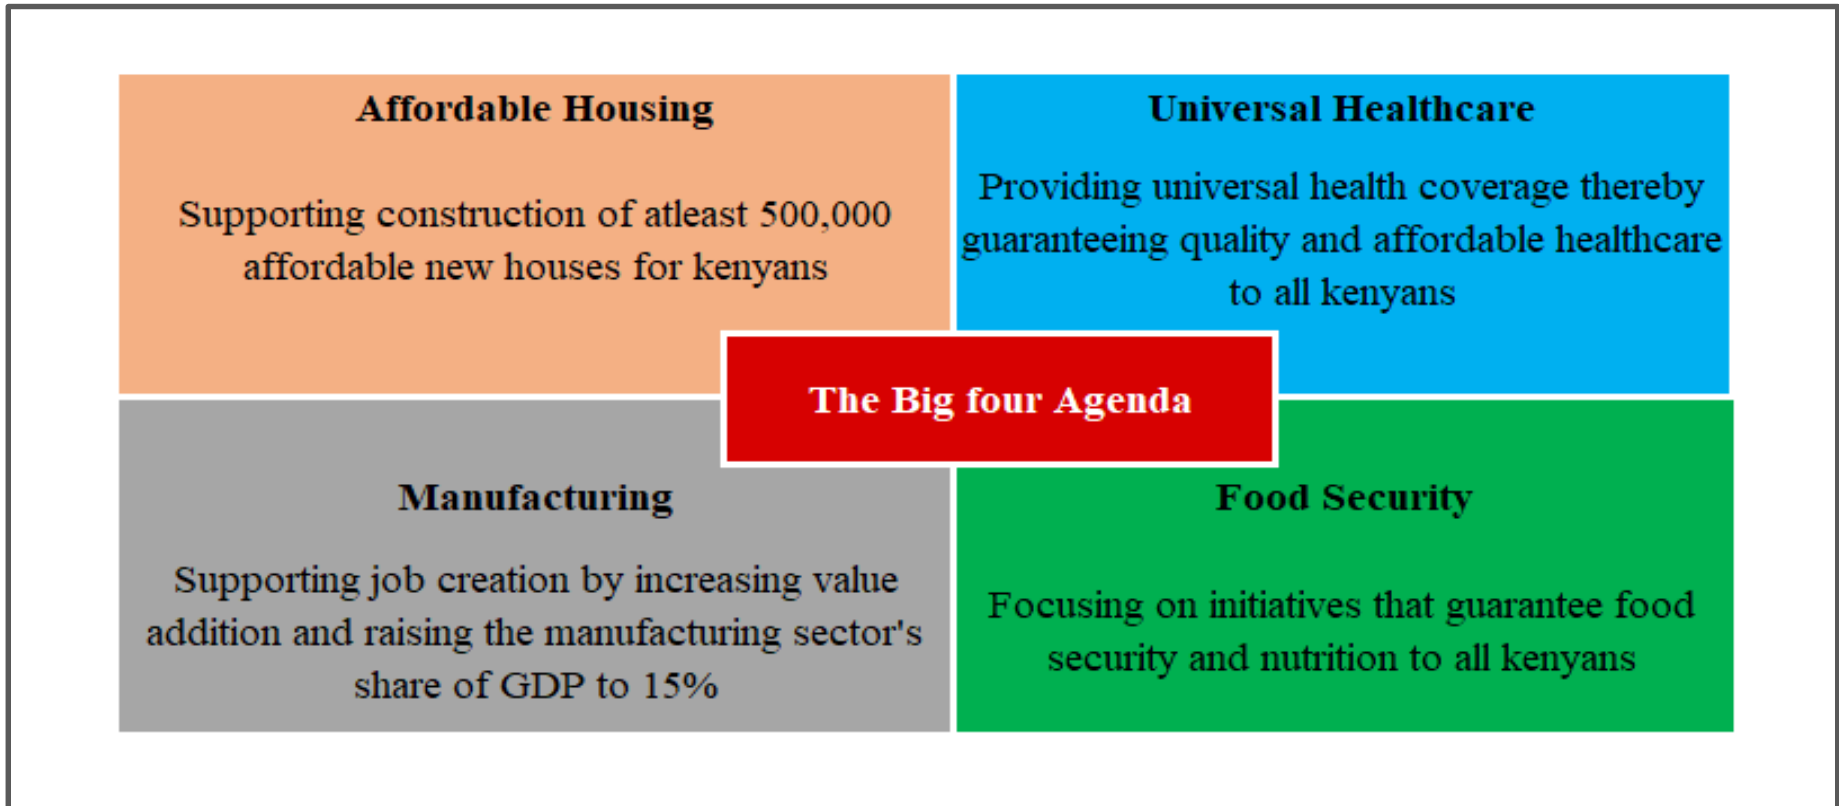 Affordable Housing
Supporting construction of atleast 500,000
affordable new houses for kenyans
Universal Healthcare
Providing universal health coverage thereby
guaranteeing quality and affordable healthcare
to all kenyans
The Big four Agenda
Manufacturing
Supporting job creation by increasing value
addition and raising the manufacturing sector's
share of GDP to 15%
Food Security
Focusing on initiatives that guarantee food
security and nutrition to all kenyans